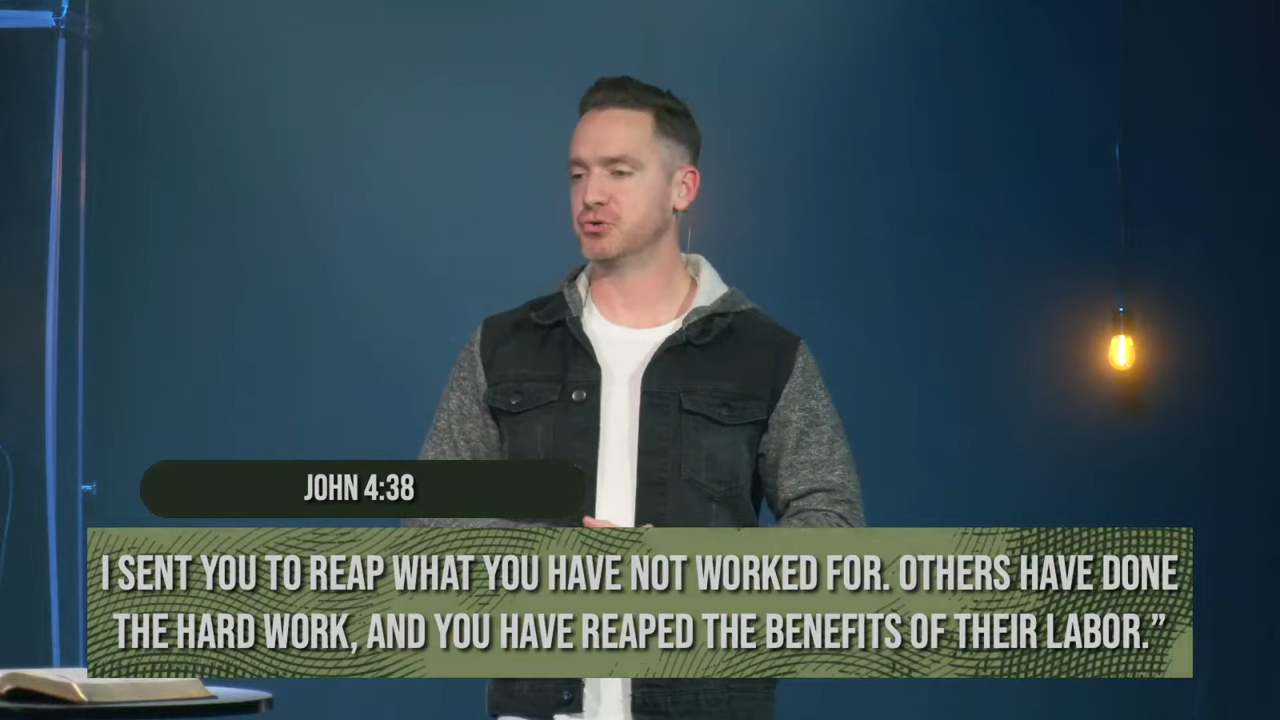 JOHN 4:38
I SENT YOU TO REAP WHAT YOU HAVE NOT WORKED FOR. OTHERS HAVE DONE
THE HARD WORK, AND YOU HAVE REAPED THE BENEFITS OF THEIR LABOR.”